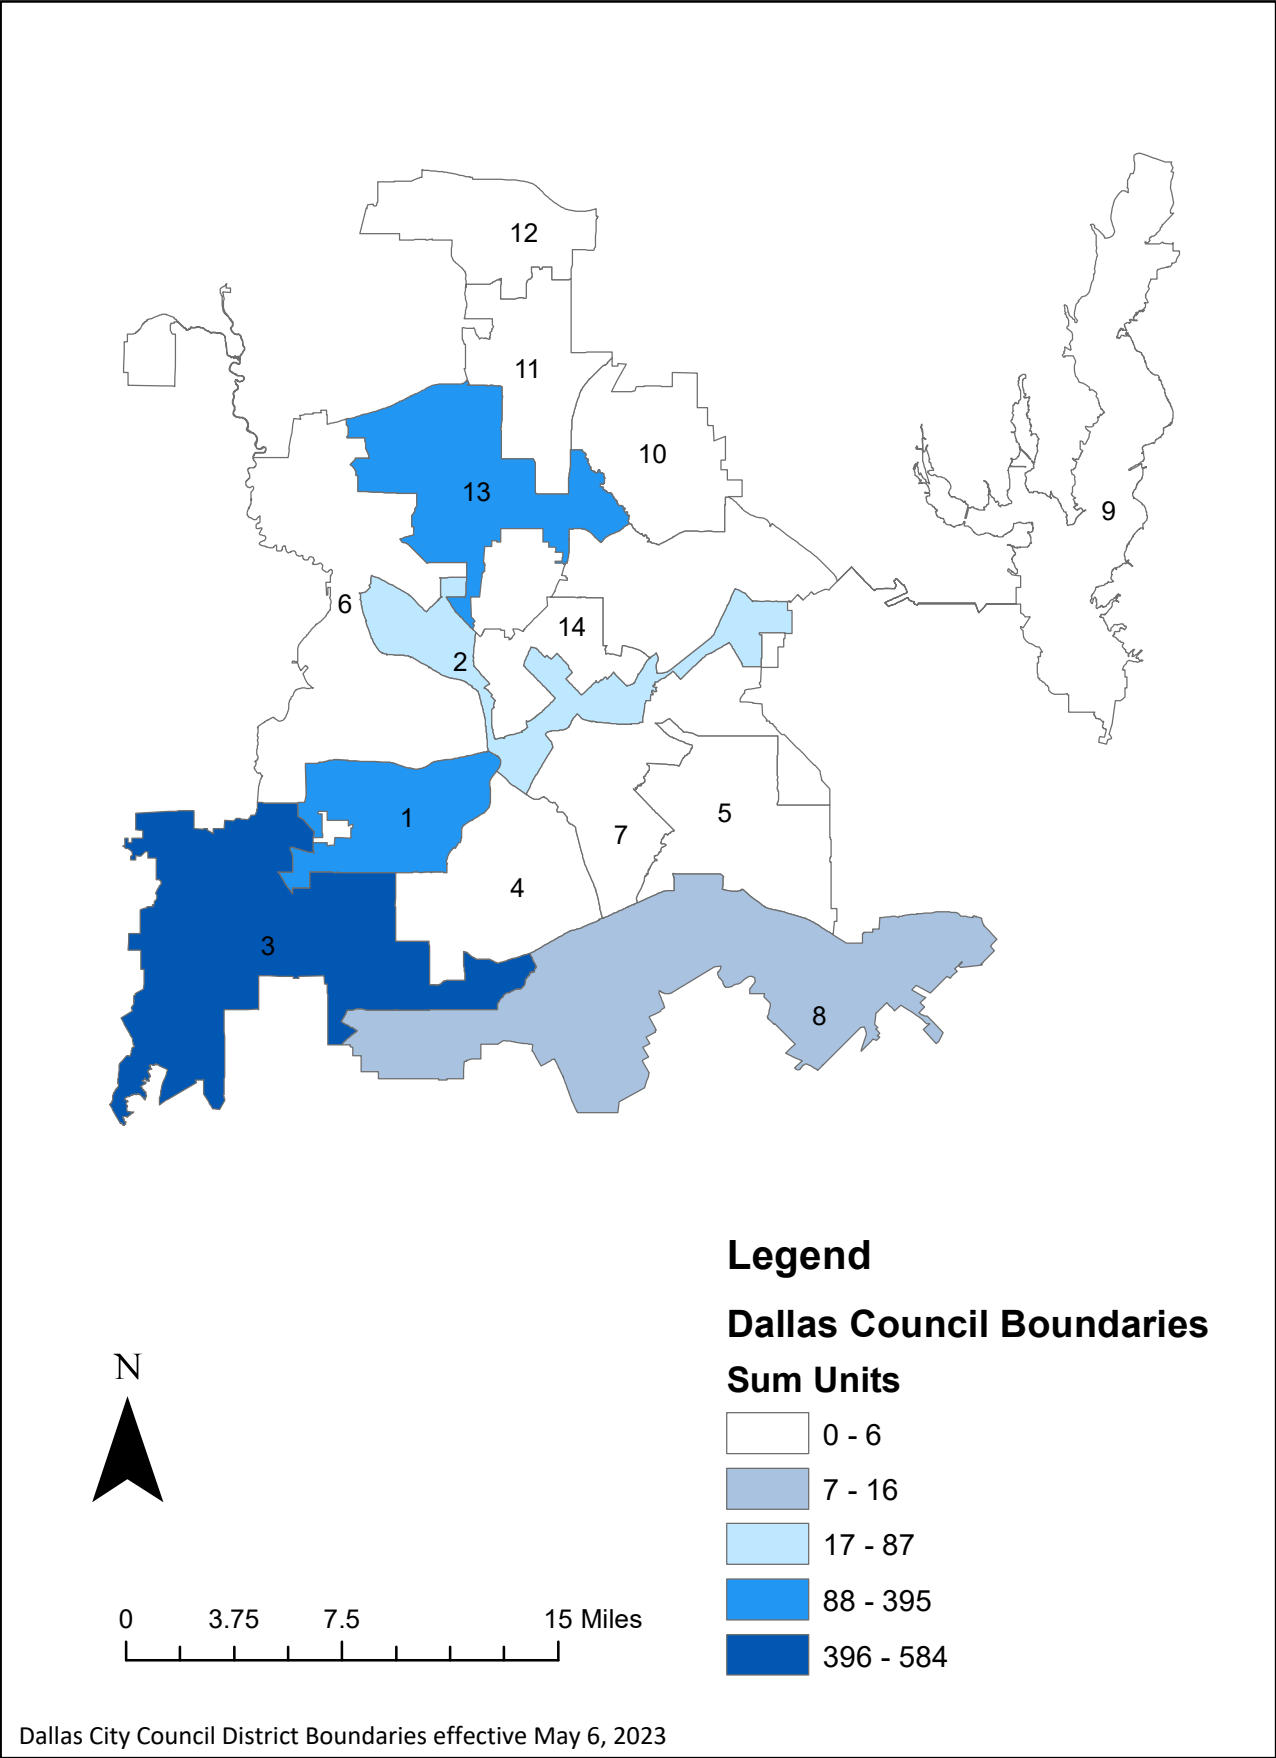 12
11
10
13
9
6
14
2
1
5
7
4
3
8
Legend
Dallas Council Boundaries
Sum Units
0 - 6
7 - 16
17 - 87
88 - 395
396 - 584
N
0 3.75 7.5 15 Miles
Dallas City Council District Boundaries effective May 6, 2023